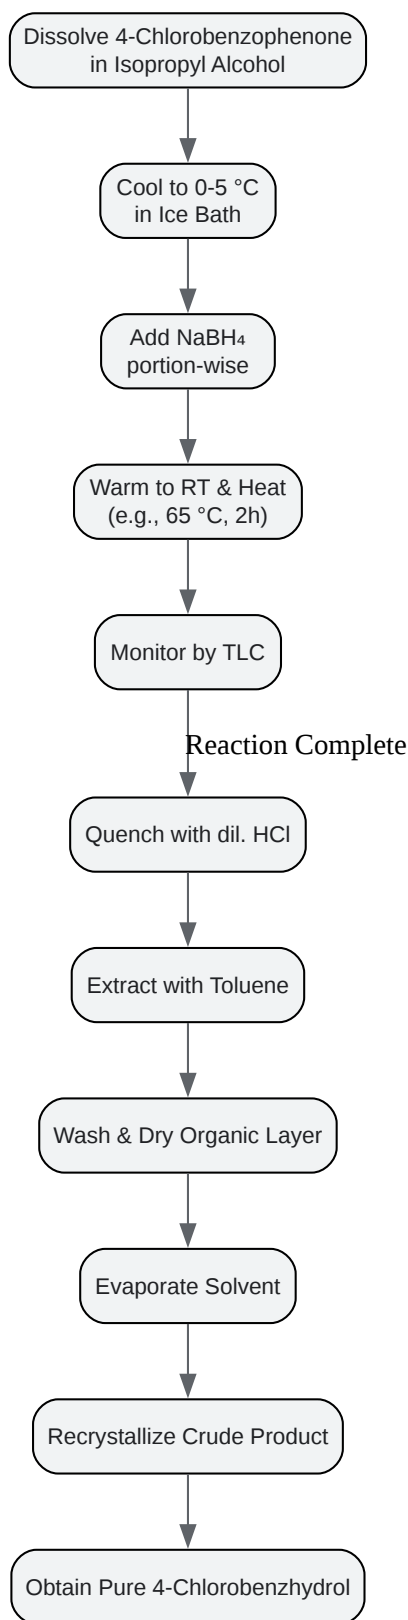 Dissolve 4-Chlorobenzophenone
in Isopropyl Alcohol
Cool to 0-5 °C
in Ice Bath
Add NaBH₄
portion-wise
Warm to RT & Heat
(e.g., 65 °C, 2h)
Monitor by TLC
Reaction Complete
Quench with dil. HCl
Extract with Toluene
Wash & Dry Organic Layer
Evaporate Solvent
Recrystallize Crude Product
Obtain Pure 4-Chlorobenzhydrol